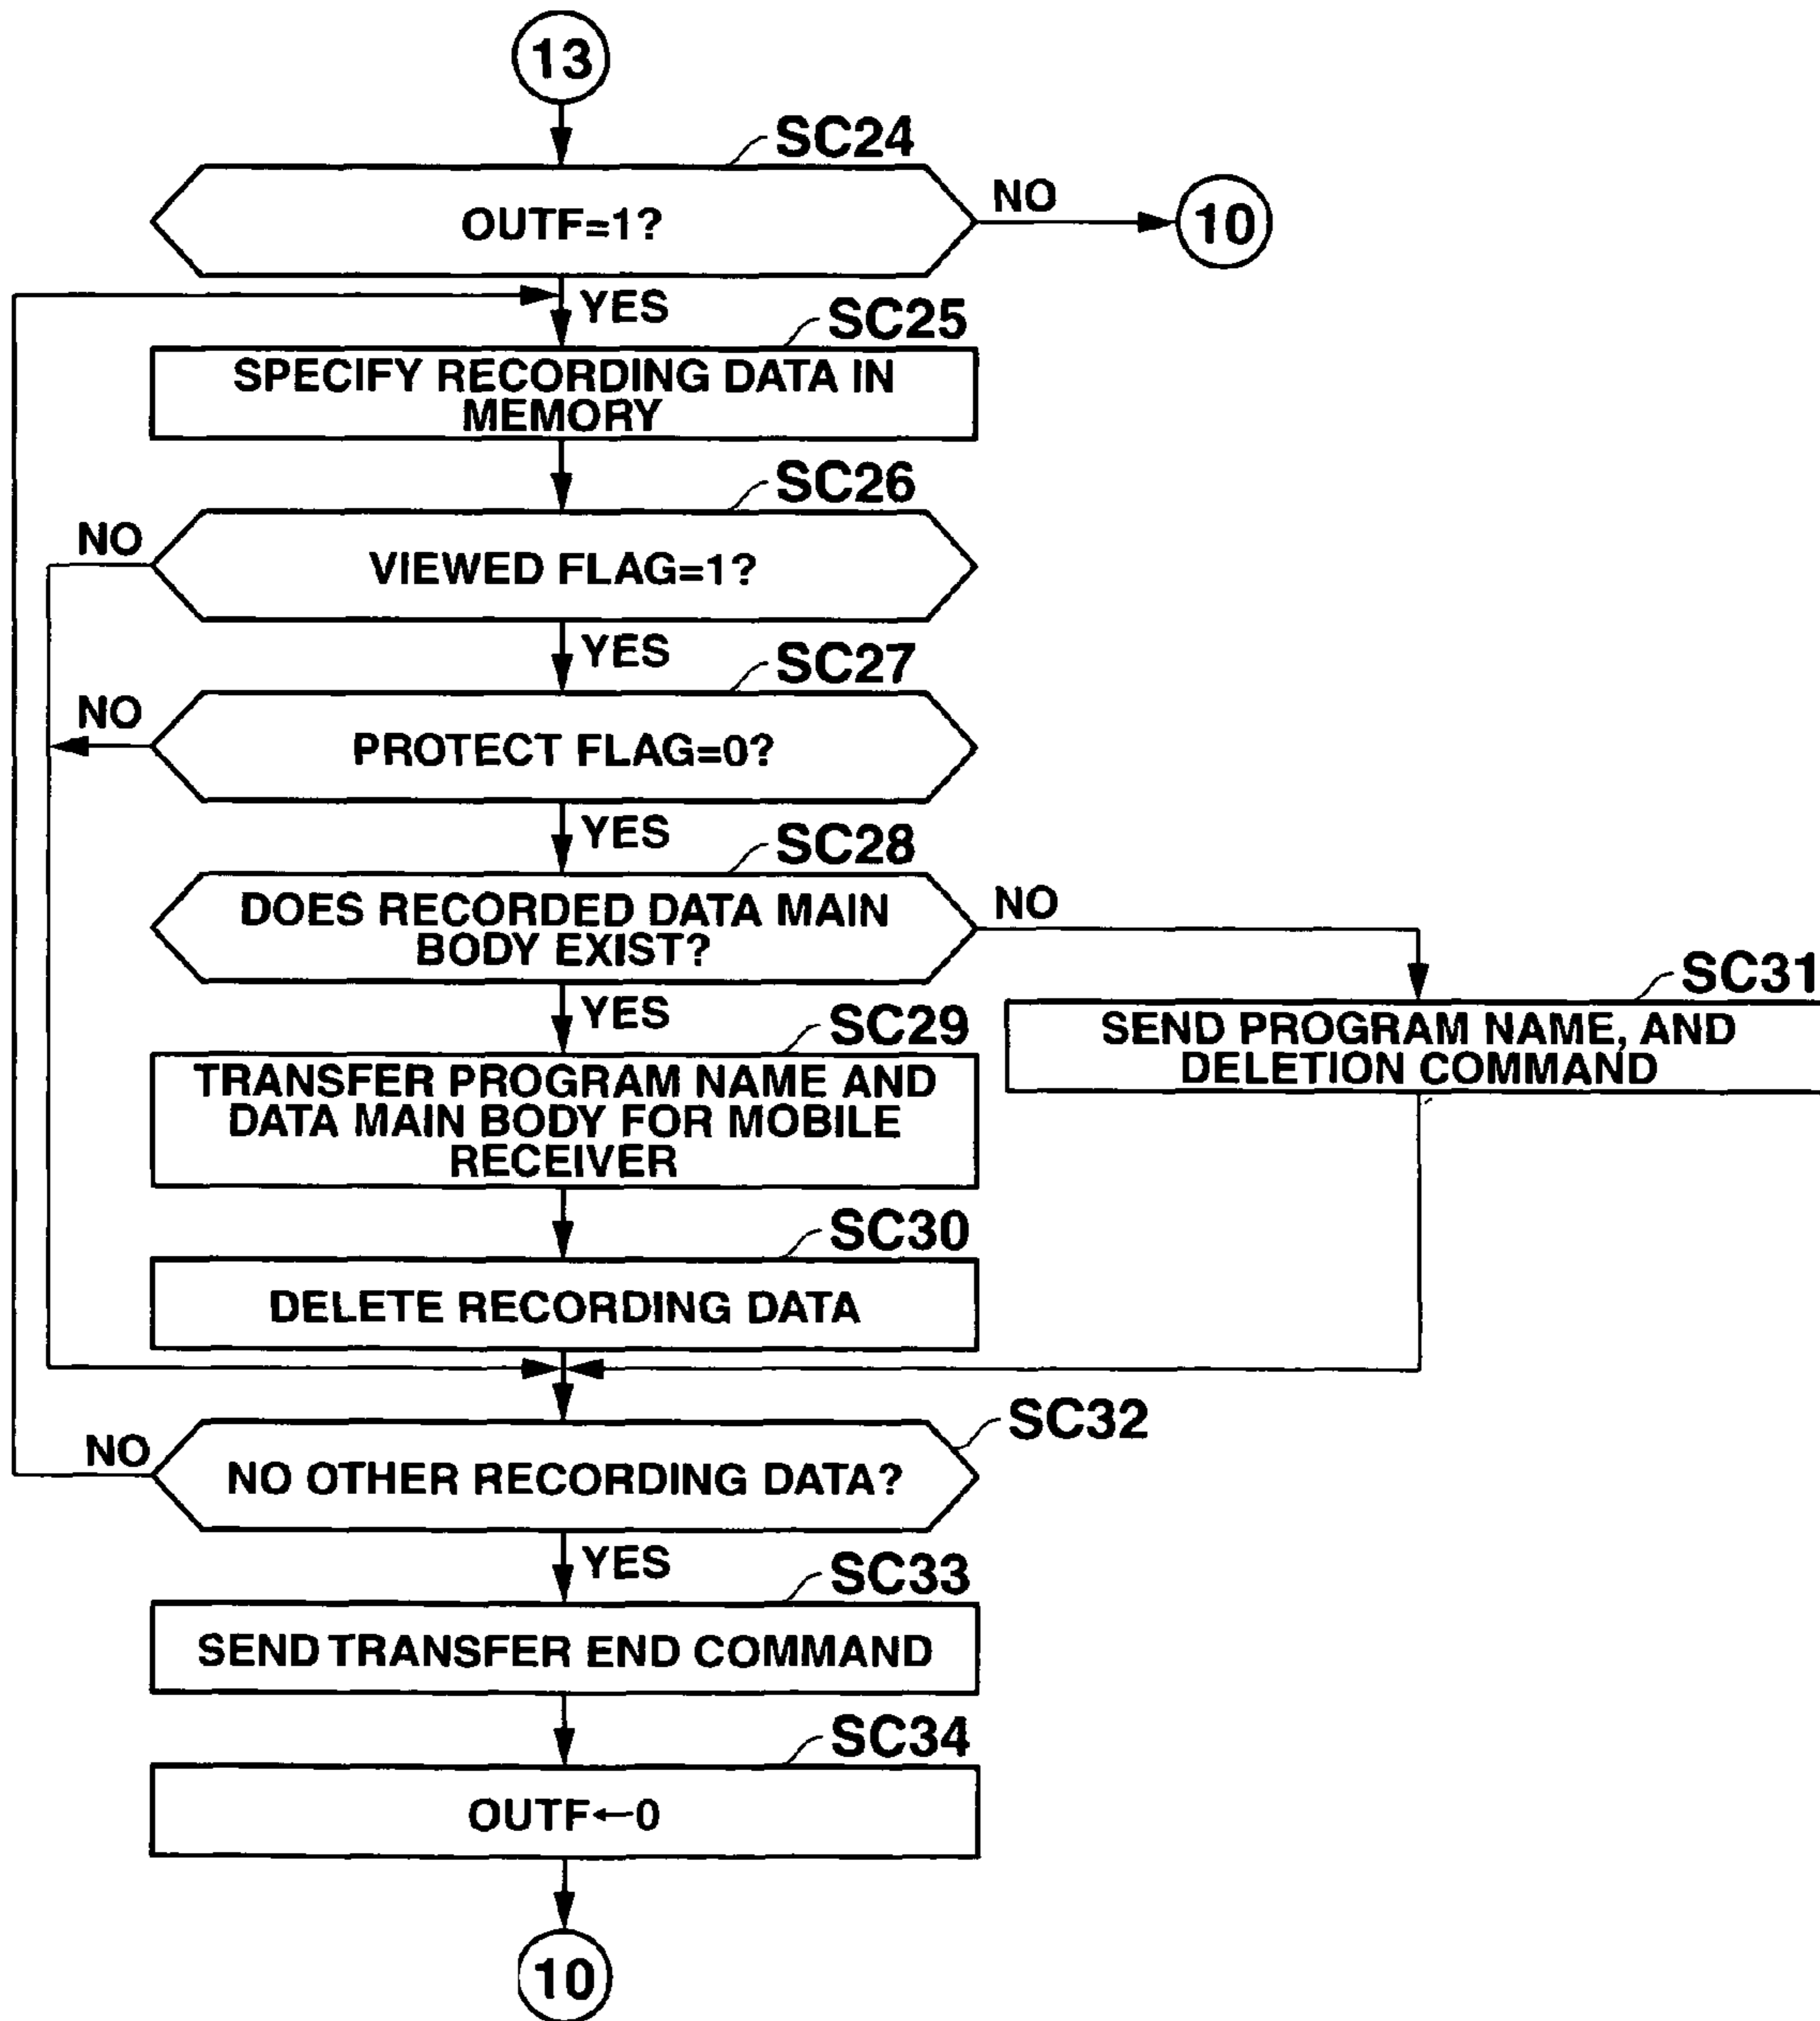 13
SC24
OUTF=1?
NO
10
YES
SC25
SPECIFY RECORDING DATA IN
MEMORY
SC26
NO
VIEWED FLAG=1?
YES
SC27
NO
PROTECT FLAG=0?
YES
SC28
DOES RECORDED DATA MAIN
BODY EXIST?
NO
SC31
SEND PROGRAM NAME, AND
DELETION COMMAND
YES
SC29
TRANSFER PROGRAM NAME AND
DATA MAIN BODY FOR MOBILE
RECEIVER
SC30
DELETE RECORDING DATA
SC32
NO
NO OTHER RECORDING DATA?
YES
SC33
SEND TRANSFER END COMMAND
SC34
OUTF←0
10